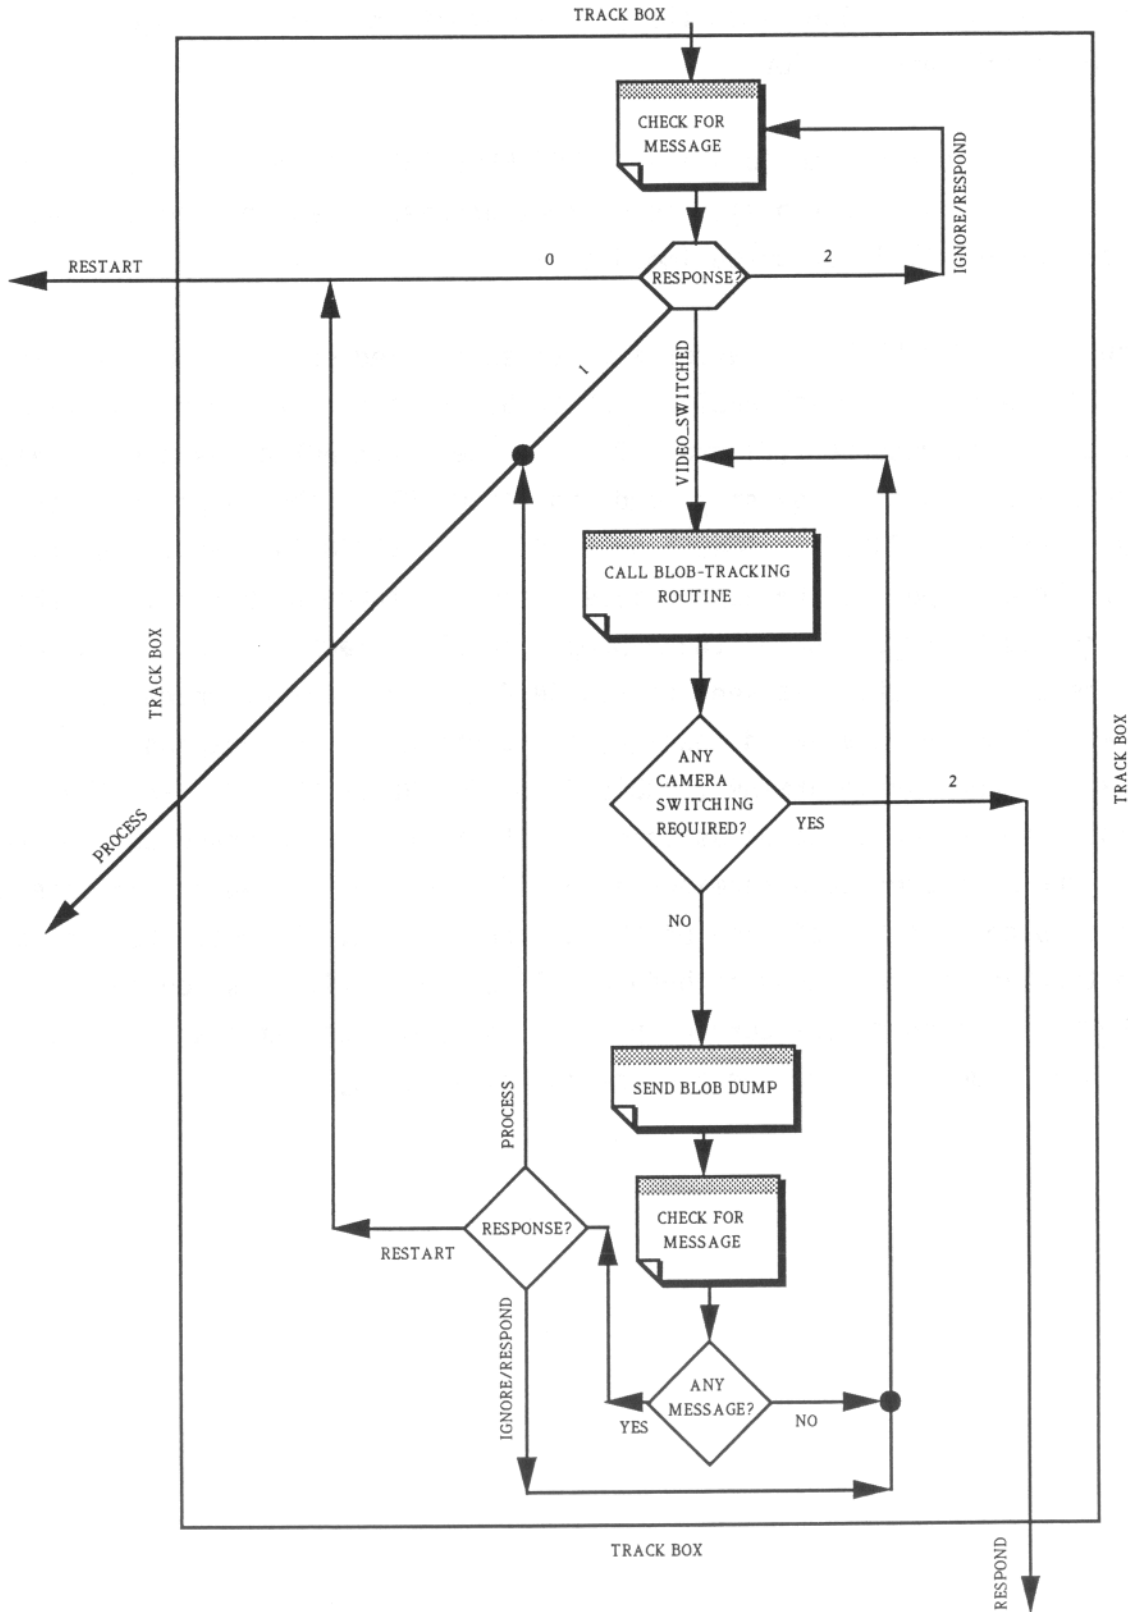 TRACK BOX
CHECK FOR
MESSAGE
IGNORE/RESPOND
RESTART
0
RESPONSE?
2
1
VIDEO_SWITCHED
CALL BLOB-TRACKING
ROUTINE
TRACK BOX
TRACK BOX
ANY
CAMERA
SWITCHING
REQUIRED?
2
YES
PROCESS
NO
SEND BLOB DUMP
PROCESS
CHECK FOR
MESSAGE
RESPONSE?
RESTART
IGNORE/RESPOND
ANY
MESSAGE?
YES
NO
TRACK BOX
RESPOND